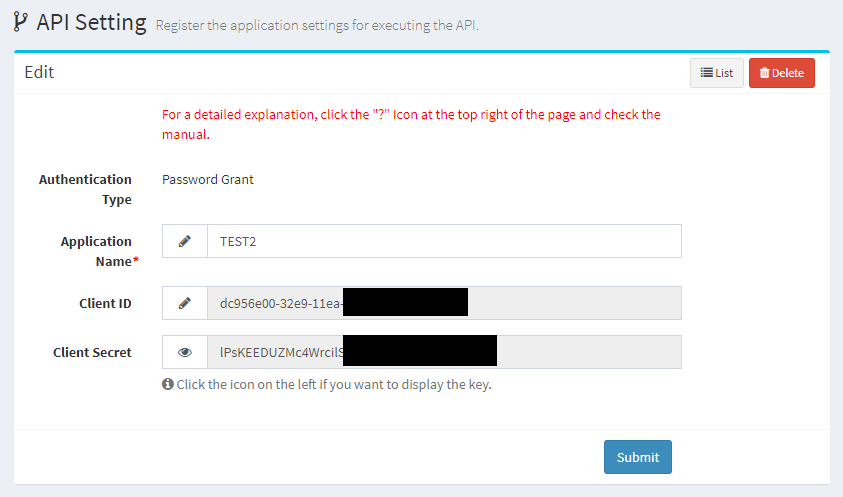 API Setting Register the application settings for executing the API.
Edit
List
Delete
For a detailed explanation, click the "?" Icon at the top right of the page and check the
manual.
Authentication
Type
Password Grant
Application
Name*
TEST2
Client ID
dc956e00-32e9-11ea-
Client Secret
lPsKEEDUZMc4WrcilS
Click the icon on the left if you want to display the key.
Submit